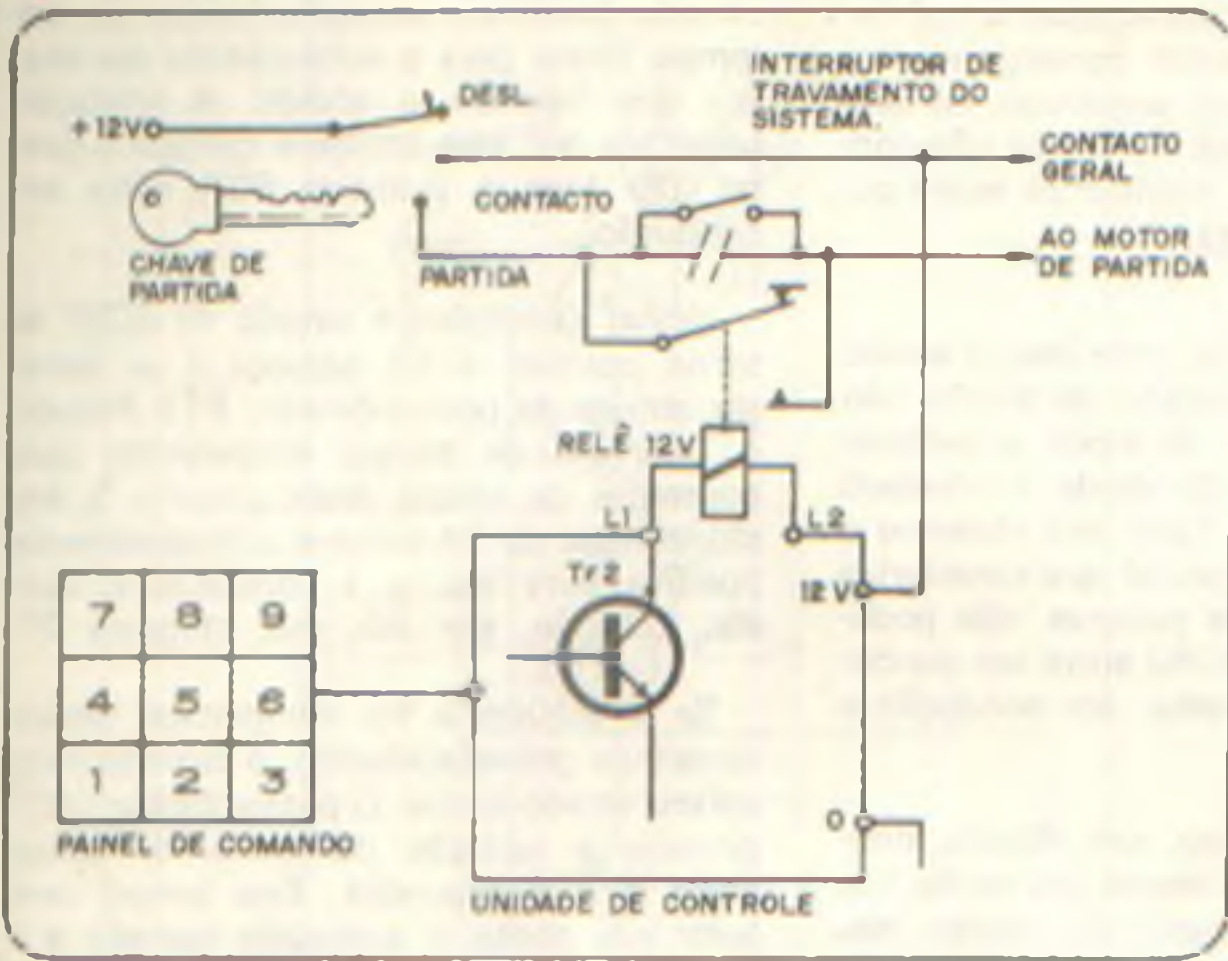 INTERRUPTOR DE
TRAVAMENTO DO
SISTEMA.
DESL.
+12V
CONTACTO
GERAL
CONTACTO
AO MOTOR
DE PARTIDA
CHAVE DE
PARTIDA
PARTIDA
RELÊ 12V
L1
L2
Tr2
12V
7 8 9
4 5 6
1 2 3
0
PAINEL DE COMANDO
UNIDADE DE CONTROLE